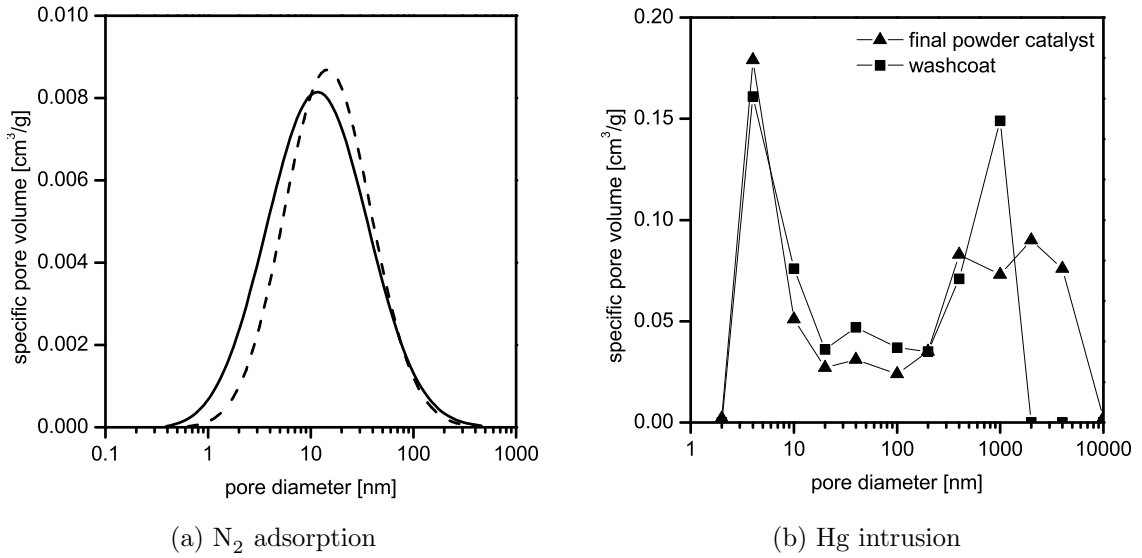 0.010
0.008
0.006
0.004
0.002
0.000
specific pore volume [cm³/g]
0.1 1 10 100 1000
pore diameter [nm]
(a) N₂ adsorption
0.20
0.15
0.10
0.05
0.00
specific pore volume [cm³/g]
final powder catalyst
washcoat
1 10 100 1000 10000
pore diameter [nm]
(b) Hg intrusion